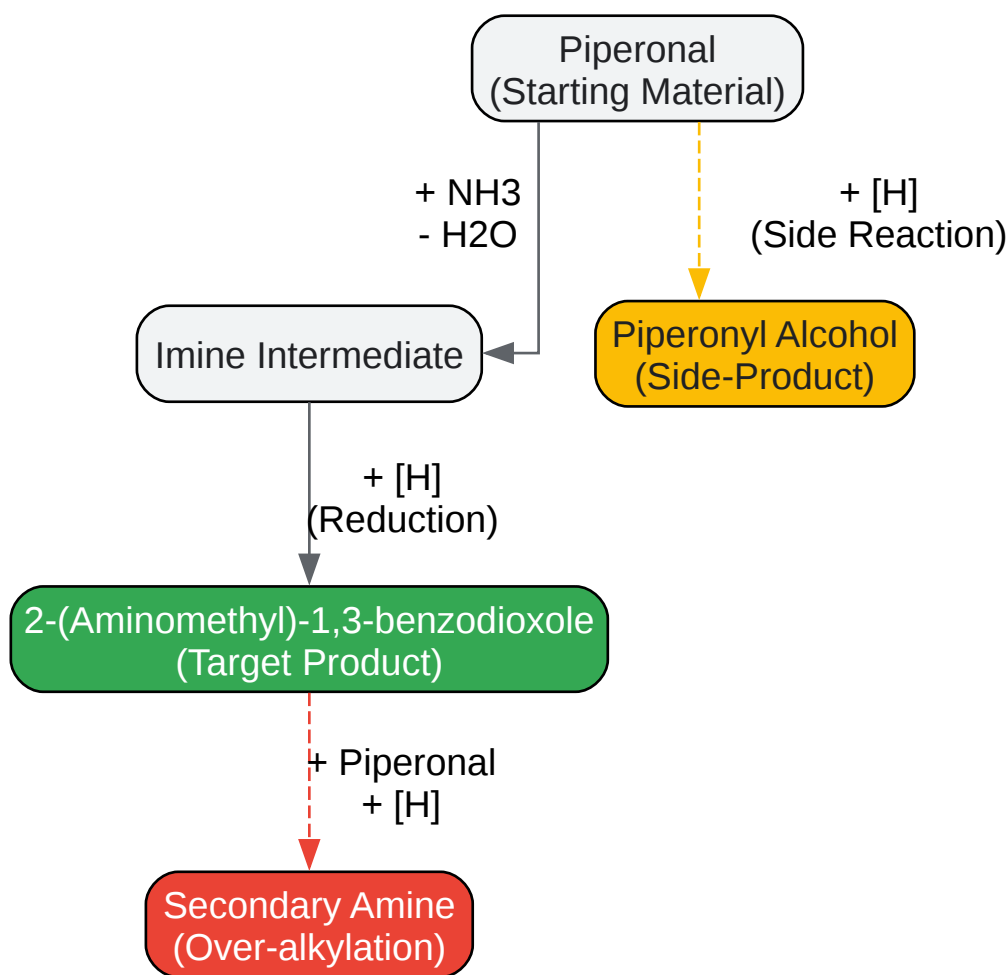 Piperonal
(Starting Material)
+ NH3
- H2O
+ [H]
(Side Reaction)
Imine Intermediate
Piperonyl Alcohol
(Side-Product)
+ [H]
(Reduction)
2-(Aminomethyl)-1,3-benzodioxole
(Target Product)
+ Piperonal
+ [H]
Secondary Amine
(Over-alkylation)